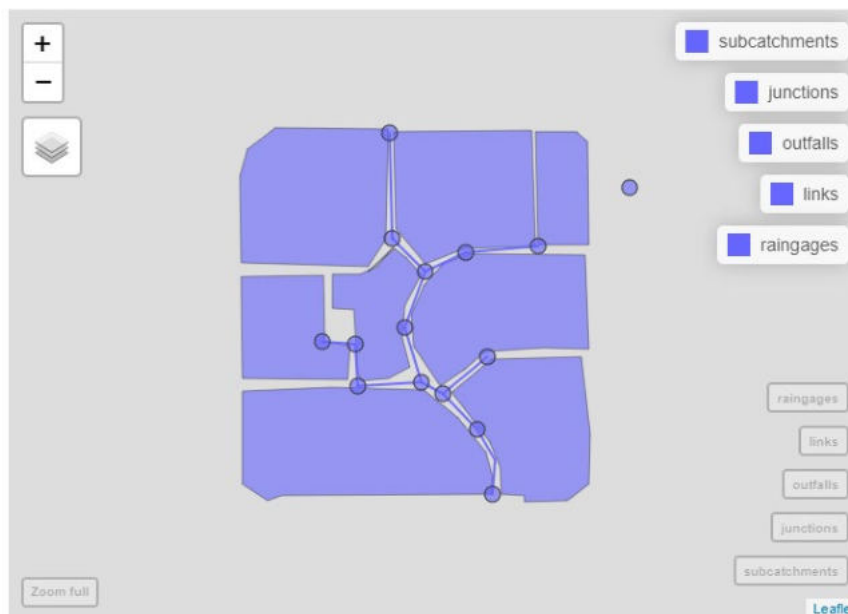 +
−
subcatchments
junctions
outfalls
links
raingages
raingages
links
outfalls
junctions
subcatchments
Zoom full
Leafle